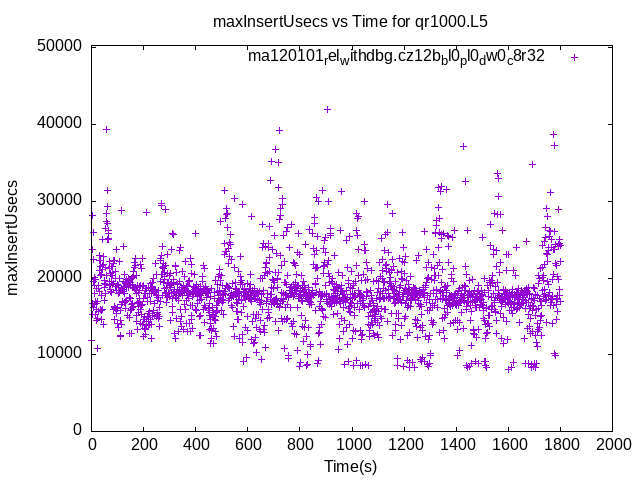 maxInsertUsecs vs Time for qr1000.L5
50000
ma120101relwithdbg.cz12bbl0pl0dw0c8r32
40000
30000
maxInsertUsecs
20000
10000
0
0 200 400 600 800 1000 1200 1400 1600 1800 2000
Time(s)